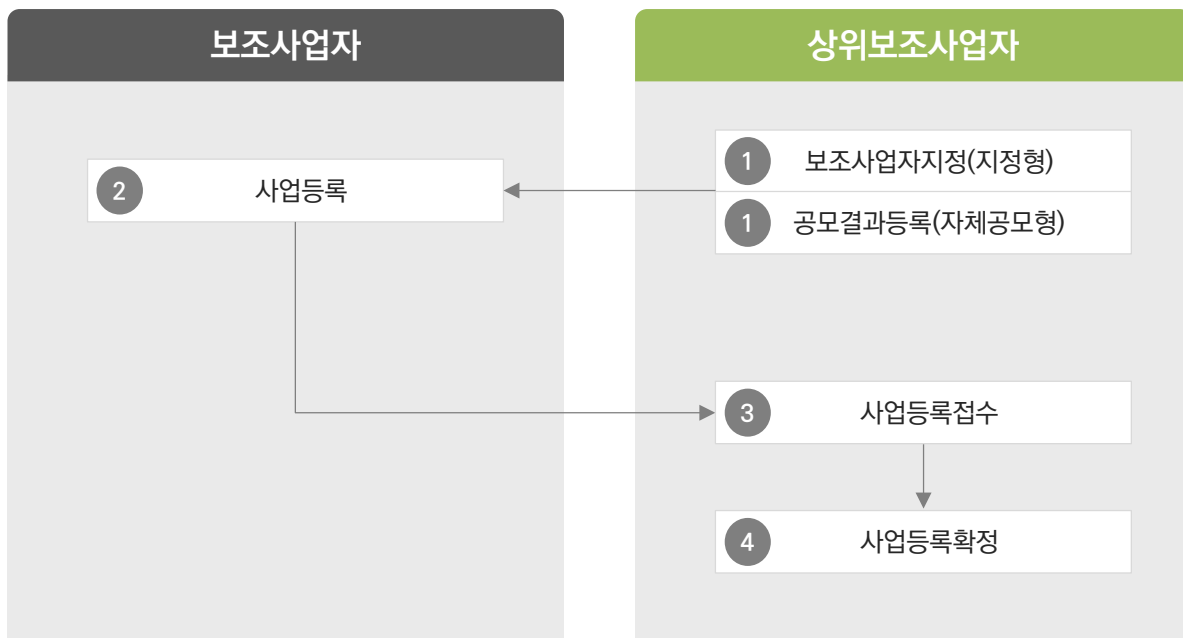 보조사업자
상위보조사업자
1 보조사업자지정(지정형)
2 사업등록
1 공모결과등록(자체공모형)
3 사업등록접수
4 사업등록확정